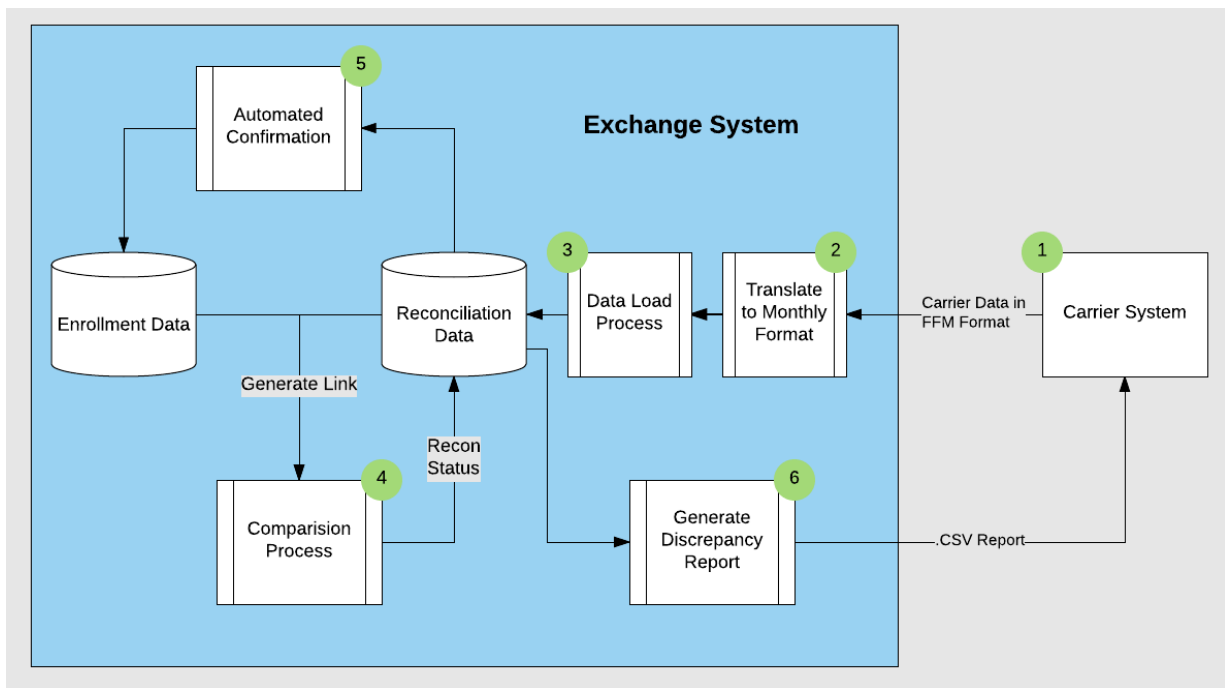 5
Automated
Confirmation
Exchange System
3
2
1
Enrollment Data
Reconciliation
Data
Data Load
Process
Translate
to Monthly
Format
Carrier Data in
FFM Format
Carrier System
Generate Link
Recon
Status
4
Comparision
Process
6
Generate
Discrepancy
Report
.CSV Report